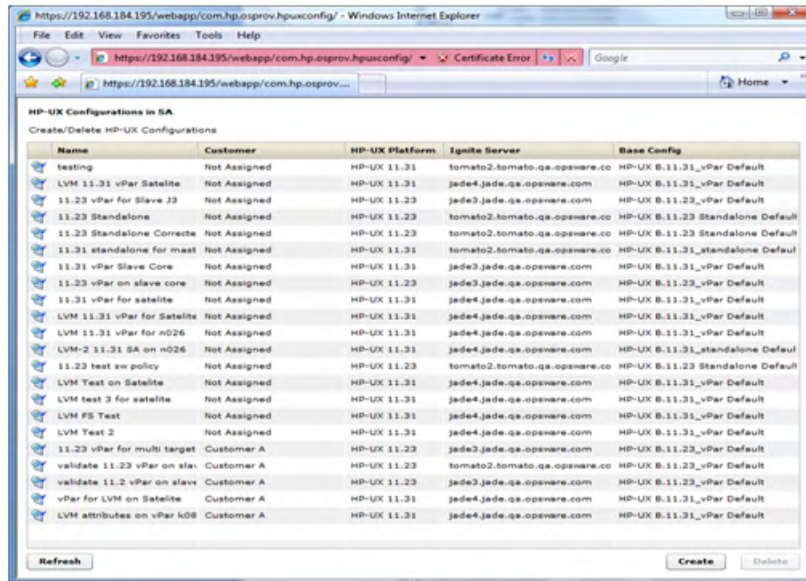 https://192.168.184.195/webapp/com.hp.osprov.hpuxconfig/ - Windows Internet Explorer
File Edit View Favorites Tools Help
https://192.168.184.195/webapp/com.hp.osprov.hpuxconfig/ Certificate Error Google
https://192.168.184.195/webapp/com.hp.osprov.... Home
HP-UX Configurations in SA
Create/Delete HP-UX Configurations
Name Customer HP-UX Platform Ignite Server Base Config
testing Not Assigned HP-UX 11.31 tomato2.tomato.qa.opsware.co HP-UX B.11.31_vPar Default
LVM 11.31 vPar Satelite Not Assigned HP-UX 11.31 jade4.jade.qa.opsware.com HP-UX B.11.31_vPar Default
11.23 vPar for Slave J3 Not Assigned HP-UX 11.23 jade3.jade.qa.opsware.com HP-UX B.11.23_vPar Default
11.23 Standalone Not Assigned HP-UX 11.23 tomato2.tomato.qa.opsware.co HP-UX B.11.23 Standalone Default
11.23 Standalone Correcte Not Assigned HP-UX 11.23 tomato2.tomato.qa.opsware.co HP-UX B.11.23 Standalone Default
11.31 standalone for mast Not Assigned HP-UX 11.31 tomato2.tomato.qa.opsware.co HP-UX B.11.31_standalone Defaul
11.31 vPar Slave Core Not Assigned HP-UX 11.31 jade3.jade.qa.opsware.com HP-UX B.11.31_vPar Default
11.23 vPar on slave core Not Assigned HP-UX 11.23 jade3.jade.qa.opsware.com HP-UX B.11.23_vPar Default
11.31 vPar for satelite Not Assigned HP-UX 11.31 jade4.jade.qa.opsware.com HP-UX B.11.31_vPar Default
LVM 11.31 vPar for Satelite Not Assigned HP-UX 11.31 jade4.jade.qa.opsware.com HP-UX B.11.31_vPar Default
LVM 11.31 vPar for n026 Not Assigned HP-UX 11.31 jade4.jade.qa.opsware.com HP-UX B.11.31_vPar Default
LVM-2 11.31 SA on n026 Not Assigned HP-UX 11.31 jade4.jade.qa.opsware.com HP-UX B.11.31_standalone Defaul
11.23 test sw policy Not Assigned HP-UX 11.23 tomato2.tomato.qa.opsware.co HP-UX B.11.23 Standalone Default
LVM Test on Satelite Not Assigned HP-UX 11.31 jade4.jade.qa.opsware.com HP-UX B.11.31_vPar Default
LVM test 3 for satelite Not Assigned HP-UX 11.31 jade4.jade.qa.opsware.com HP-UX B.11.31_vPar Default
LVM FS Test Not Assigned HP-UX 11.31 jade4.jade.qa.opsware.com HP-UX B.11.31_vPar Default
LVM Test 2 Not Assigned HP-UX 11.31 jade4.jade.qa.opsware.com HP-UX B.11.31_vPar Default
11.23 vPar for multi target Customer A HP-UX 11.23 jade3.jade.qa.opsware.com HP-UX B.11.23_vPar Default
validate 11.23 vPar on slav Customer A HP-UX 11.23 tomato2.tomato.qa.opsware.co HP-UX B.11.23_vPar Default
validate 11.2 vPar on slave Customer A HP-UX 11.23 jade3.jade.qa.opsware.com HP-UX B.11.23_vPar Default
vPar for LVM on Satelite Customer A HP-UX 11.31 jade4.jade.qa.opsware.com HP-UX B.11.31_vPar Default
LVM attributes on vPar k08 Customer A HP-UX 11.31 jade4.jade.qa.opsware.com HP-UX B.11.31_vPar Default
Refresh Create Delete